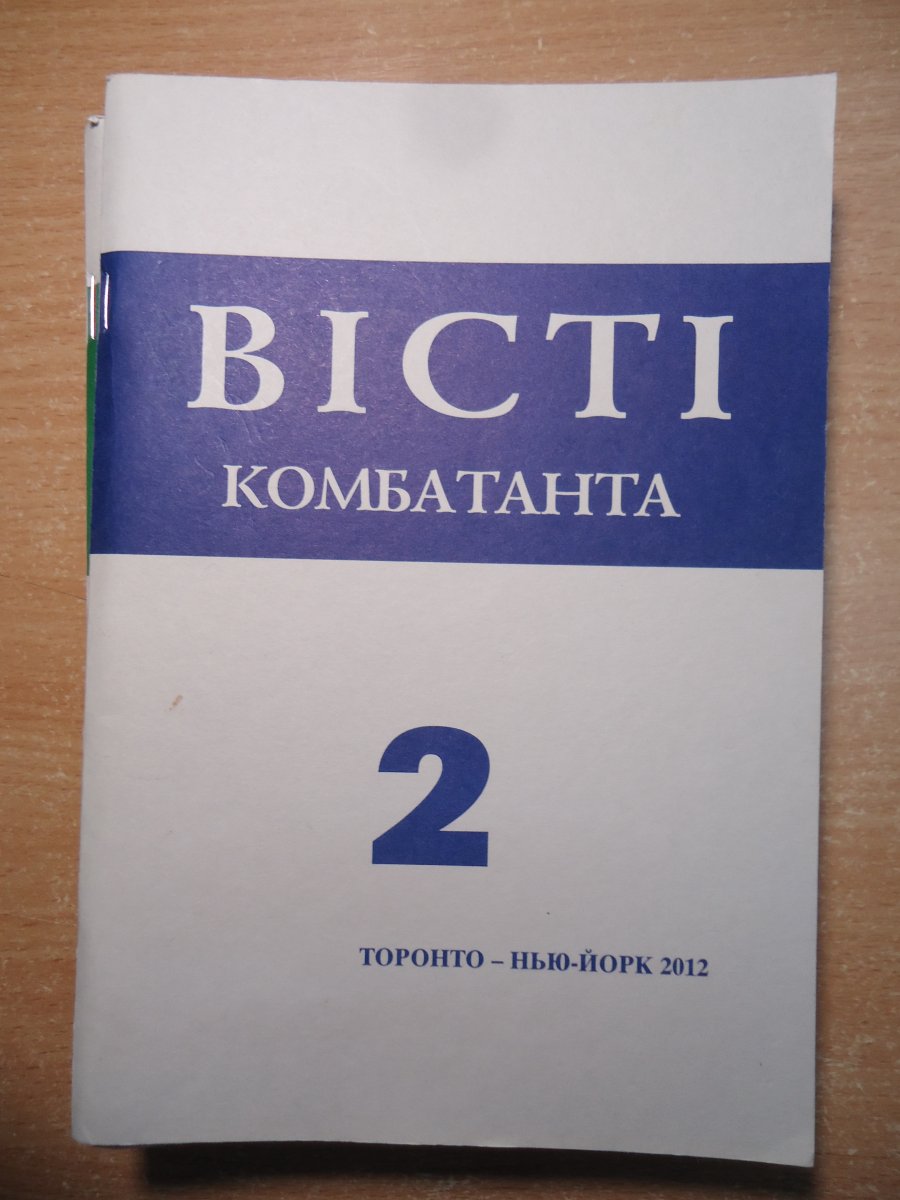 ВІСТІ
КОМБАТАНТА
2
ТОРОНТО – НЬЮ-ЙОРК 2012